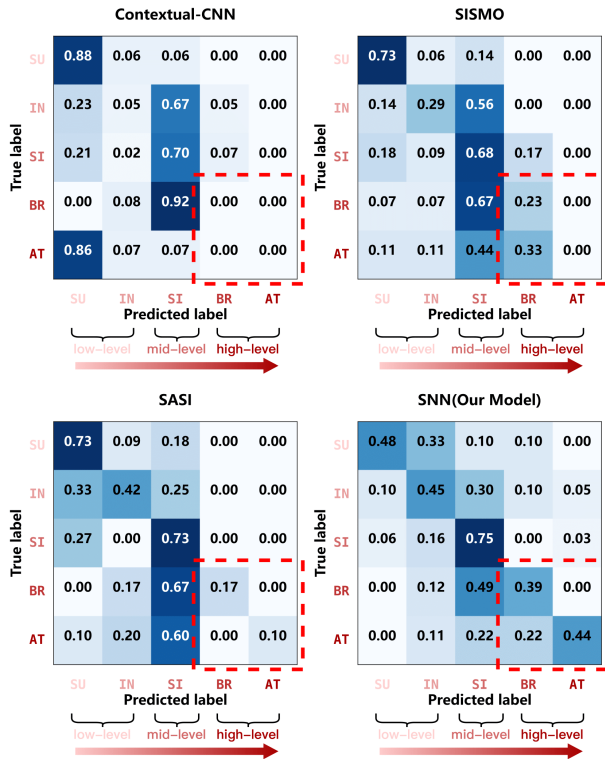 Contextual-CNN
True label
SU 0.88 0.06 0.06 0.00 0.00
IN 0.23 0.05 0.67 0.05 0.00
SI 0.21 0.02 0.70 0.07 0.00
BR 0.00 0.08 0.92 0.00 0.00
AT 0.86 0.07 0.07 0.00 0.00
SU IN SI BR AT
Predicted label
low-level mid-level high-level
SISMO
True label
SU 0.73 0.06 0.14 0.00 0.00
IN 0.14 0.29 0.56 0.00 0.00
SI 0.18 0.09 0.68 0.17 0.00
BR 0.07 0.07 0.67 0.23 0.00
AT 0.11 0.11 0.44 0.33 0.00
SU IN SI BR AT
Predicted label
low-level mid-level high-level
SASI
True label
SU 0.73 0.09 0.18 0.00 0.00
IN 0.33 0.42 0.25 0.00 0.00
SI 0.27 0.00 0.73 0.00 0.00
BR 0.00 0.17 0.67 0.17 0.00
AT 0.10 0.20 0.60 0.00 0.10
SU IN SI BR AT
Predicted label
low-level mid-level high-level
SNN(Our Model)
True label
SU 0.48 0.33 0.10 0.10 0.00
IN 0.10 0.45 0.30 0.10 0.05
SI 0.06 0.16 0.75 0.00 0.03
BR 0.00 0.12 0.49 0.39 0.00
AT 0.00 0.11 0.22 0.22 0.44
SU IN SI BR AT
Predicted label
low-level mid-level high-level